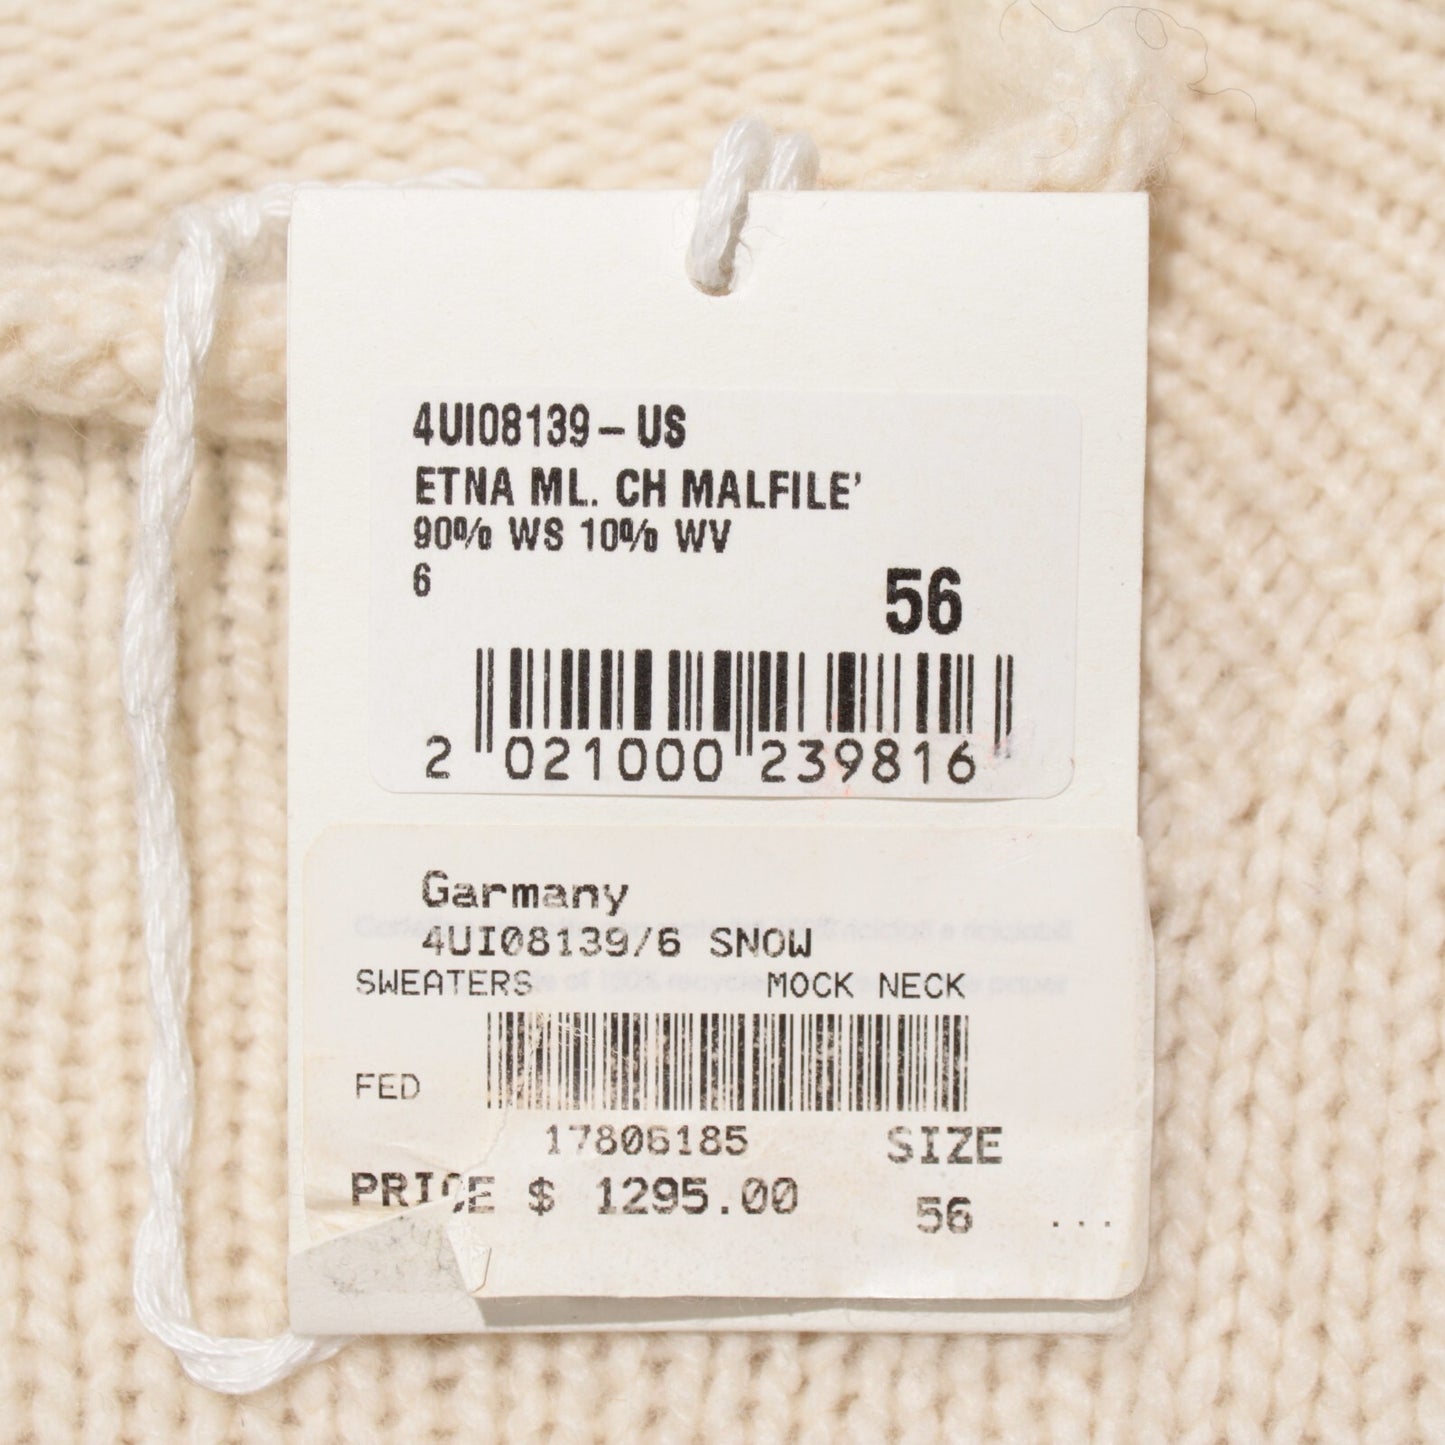 4UI08139 – US
ETNA ML. CH MALFILE'
90% WS 10% WV
6
56
2 021000 239816
Garmany
4UI08139/6 SNOW
SWEATERS MOCK NECK
FED
17806185 SIZE
PRICE $ 1295.00
56 ...